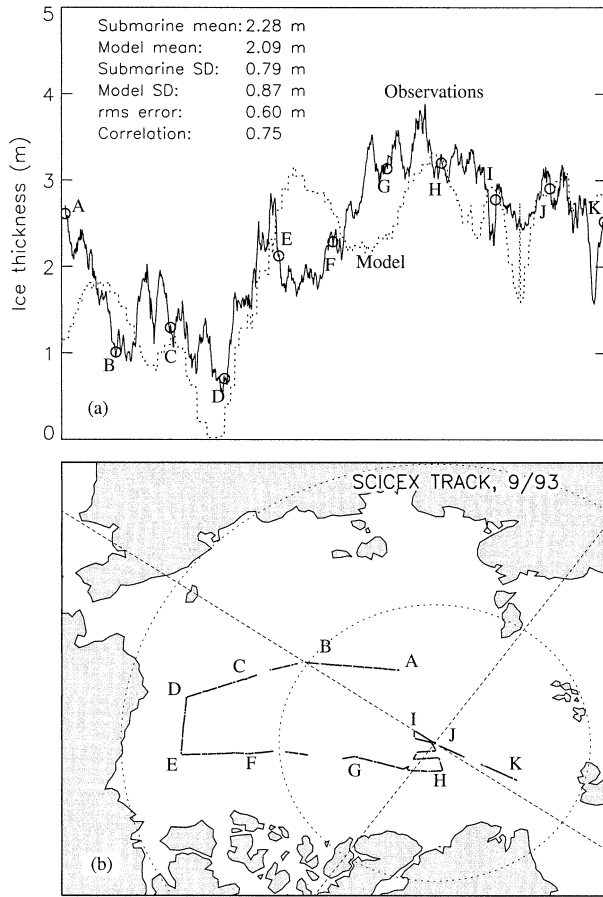 5
4
3
2
1
0
Ice thickness (m)
Submarine mean: 2.28 m
Model mean: 2.09 m
Submarine SD: 0.79 m
Model SD: 0.87 m
rms error: 0.60 m
Correlation: 0.75
Observations
Model
A
B
C
D
E
F
G
H
I
J
K
(a)
SCICEX TRACK, 9/93
A
B
C
D
E
F
G
H
I
J
K
(b)